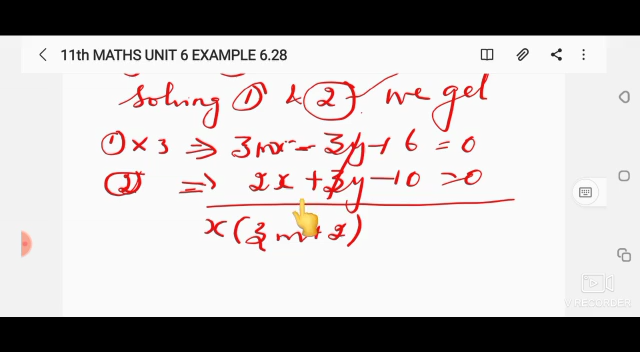 11th MATHS UNIT 6 EXAMPLE 6.28
solving ① & ② we get
① × 3 ⇒ 3mx - 3y + 6 = 0
② ⇒ 2x + 3y - 10 = 0
x(3m+2)
RECORDER